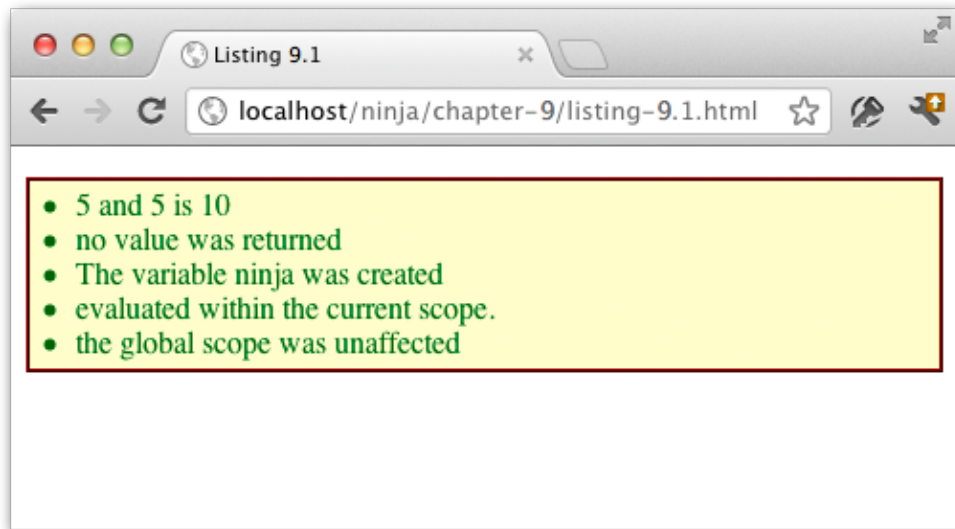 Listing 9.1
localhost/ninja/chapter-9/listing-9.1.html
5 and 5 is 10
no value was returned
The variable ninja was created
evaluated within the current scope.
the global scope was unaffected